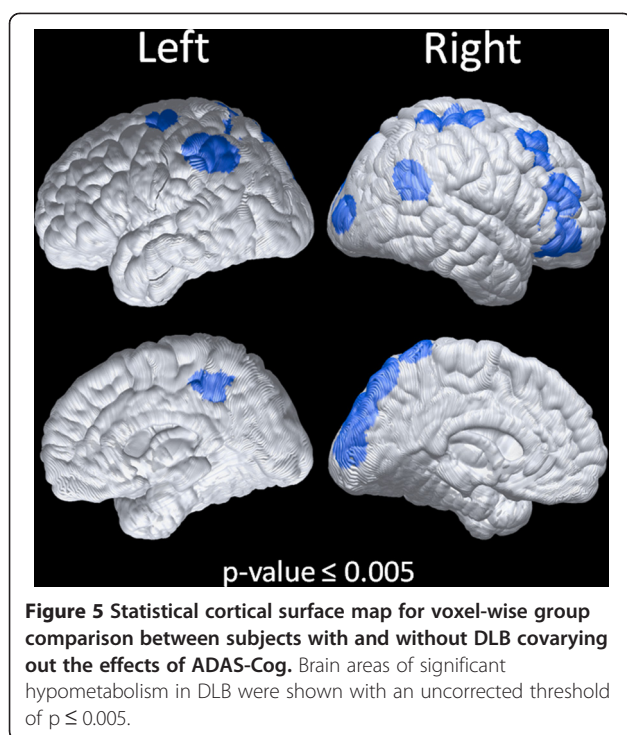 Left Right
p-value ≤ 0.005
Figure 5 Statistical cortical surface map for voxel-wise group
comparison between subjects with and without DLB covarying
out the effects of ADAS-Cog. Brain areas of significant
hypometabolism in DLB were shown with an uncorrected threshold
of p ≤ 0.005.